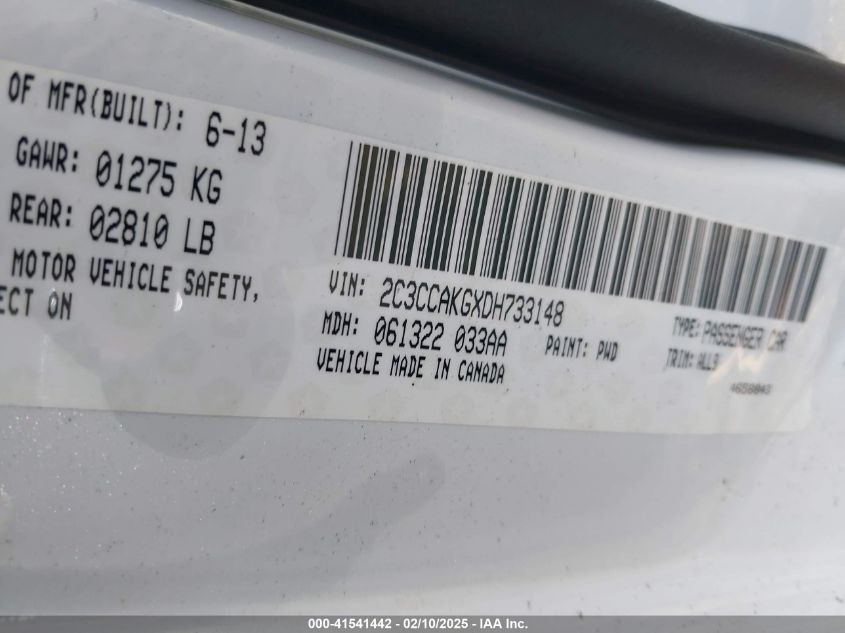 OF MFR(BUILT): 6-13
GAWR: 01275 KG
REAR: 02810 LB
MOTOR VEHICLE SAFETY,
ECT ON
VIN: 2C3CCAKGXDH733148
MDH: 061322 033AA
PAINT: PWD
VEHICLE MADE IN CANADA
TYPE: PASSENGER CAR
TRIM:
000-41541442 - 02/10/2025 - IAA Inc.